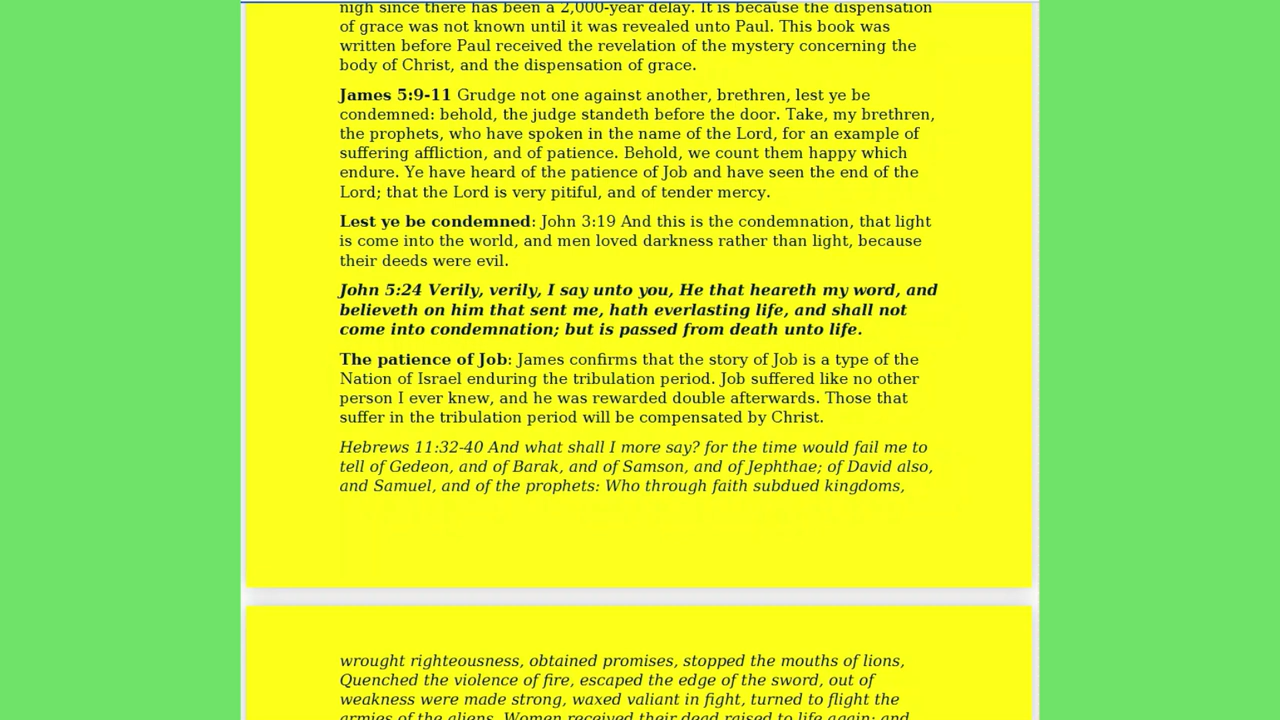 nigh since there has been a 2,000-year delay. It is because the dispensation
of grace was not known until it was revealed unto Paul. This book was
written before Paul received the revelation of the mystery concerning the
body of Christ, and the dispensation of grace.
James 5:9-11 Grudge not one against another, brethren, lest ye be
condemned: behold, the judge standeth before the door. Take, my brethren,
the prophets, who have spoken in the name of the Lord, for an example of
suffering affliction, and of patience. Behold, we count them happy which
endure. Ye have heard of the patience of Job and have seen the end of the
Lord; that the Lord is very pitiful, and of tender mercy.
Lest ye be condemned: John 3:19 And this is the condemnation, that light
is come into the world, and men loved darkness rather than light, because
their deeds were evil.
John 5:24 Verily, verily, I say unto you, He that heareth my word, and
believeth on him that sent me, hath everlasting life, and shall not
come into condemnation; but is passed from death unto life.
The patience of Job: James confirms that the story of Job is a type of the
Nation of Israel enduring the tribulation period. Job suffered like no other
person I ever knew, and he was rewarded double afterwards. Those that
suffer in the tribulation period will be compensated by Christ.
Hebrews 11:32-40 And what shall I more say? for the time would fail me to
tell of Gedeon, and of Barak, and of Samson, and of Jephthae; of David also,
and Samuel, and of the prophets: Who through faith subdued kingdoms,
wrought righteousness, obtained promises, stopped the mouths of lions,
Quenched the violence of fire, escaped the edge of the sword, out of
weakness were made strong, waxed valiant in fight, turned to flight the
armies of the aliens. Women received their dead raised to life again: and